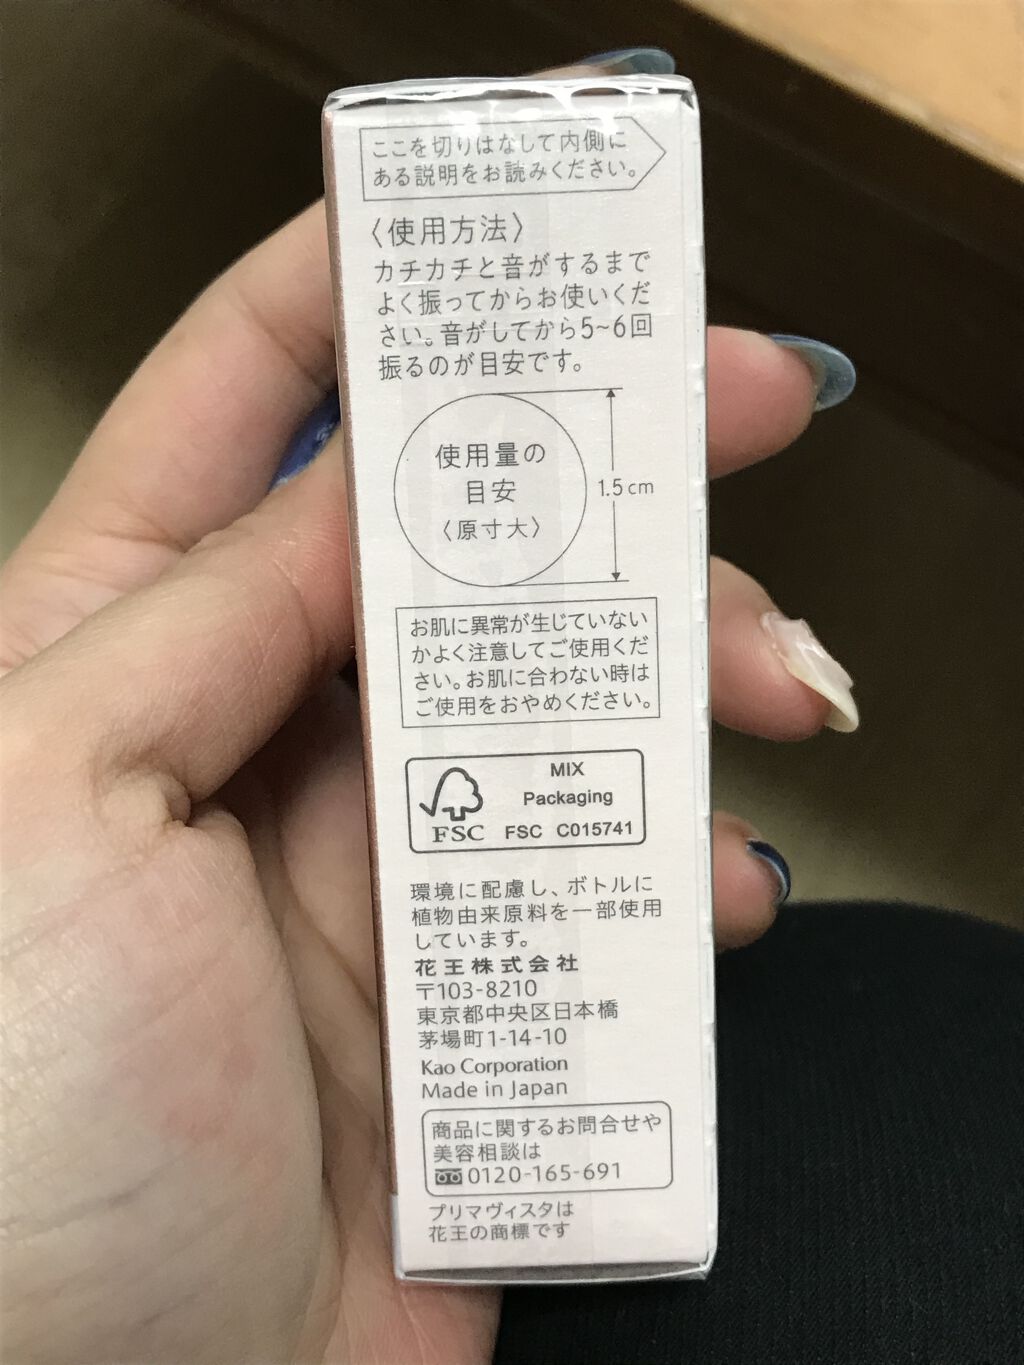 ここを切りはなして内側に
ある説明をお読みください。
〈使用方法〉
カチカチと音がするまで
よく振ってからお使いくだ
さい。音がしてから5~6回
振るのが目安です。
使用量の
目安
〈原寸大〉
1.5cm
お肌に異常が生じていない
かよく注意してご使用くだ
さい。お肌に合わない時は
ご使用をおやめください。
MIX
Packaging
FSC FSC C015741
環境に配慮し、ボトルに
植物由来原料を一部使用
しています。
花王株式会社
〒103-8210
東京都中央区日本橋
茅場町1-14-10
Kao Corporation
Made in Japan
商品に関するお問合せや
美容相談は
0120-165-691
プリマヴィスタは
花王の商標です